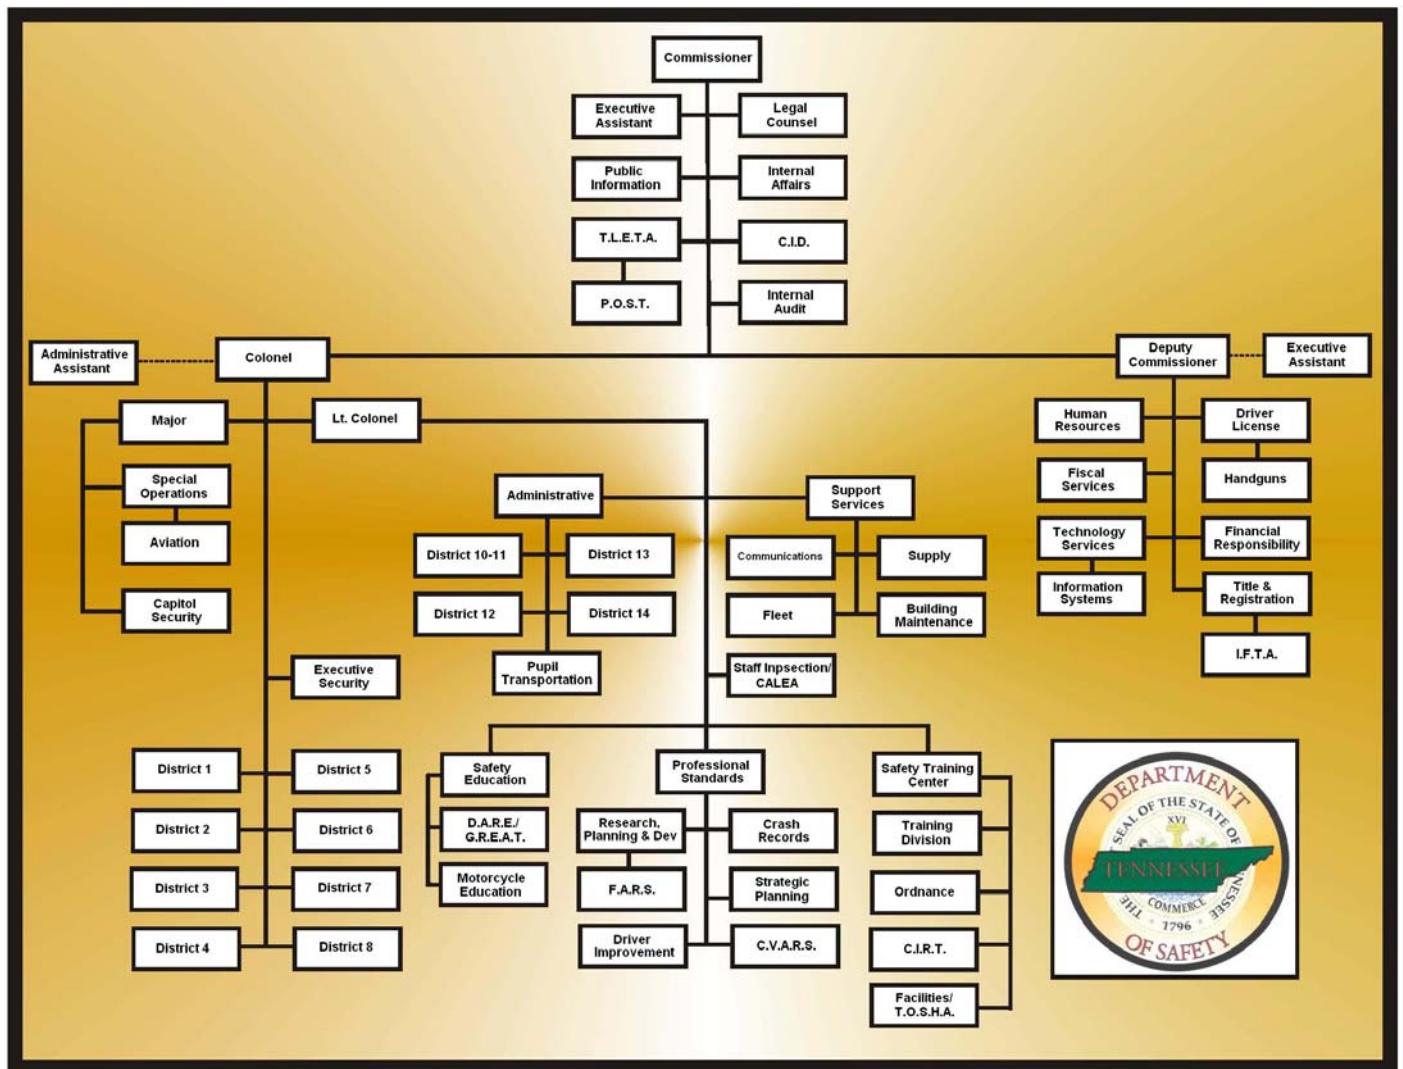 Commissioner
Executive
Assistant
Legal
Counsel
Public
Information
Internal
Affairs
T.L.E.T.A.
C.I.D.
P.O.S.T.
Internal
Audit
Administrative
Assistant
Colonel
Deputy
Commissioner
Executive
Assistant
Major
Lt. Colonel
Special
Operations
Aviation
Capitol
Security
Executive
Security
District 1
District 5
District 2
District 6
District 3
District 7
District 4
District 8
Administrative
District 10-11
District 13
District 12
District 14
Pupil
Transportation
Support
Services
Communications
Supply
Fleet
Building
Maintenance
Staff Inpsection/
CALEA
Safety
Education
D.A.R.E./
G.R.E.A.T.
Motorcycle
Education
Professional
Standards
Research,
Planning & Dev
Crash
Records
F.A.R.S.
Strategic
Planning
Driver
Improvement
C.V.A.R.S.
Safety Training
Center
Training
Division
Ordnance
C.I.R.T.
Facilities/
T.O.S.H.A.
Human
Resources
Driver
License
Fiscal
Services
Handguns
Technology
Services
Financial
Responsibility
Information
Systems
Title &
Registration
I.F.T.A.
DEPARTMENT
SEAL OF THE STATE OF
XVI
TENNESSEE
THE
NESSEE
COMMERCE
1796
OF SAFETY